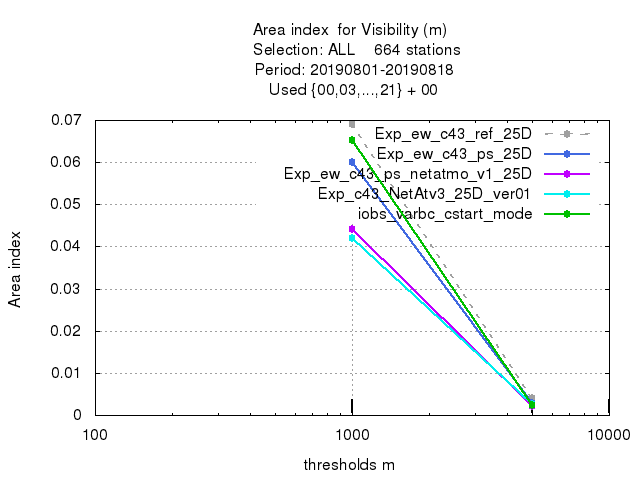 Area index  for Visibility (m)
Selection: ALL    664 stations
Period: 20190801-20190818
Used {00,03,...,21} + 00
Exp_ew_c43_ref_25D
Exp_ew_c43_ps_25D
Exp_ew_c43_ps_netatmo_v1_25D
Exp_c43_NetAtv3_25D_ver01
iobs_varbc_cstart_mode
0.07
0.06
0.05
0.04
0.03
0.02
0.01
0
Area index
100 1000 10000
thresholds m